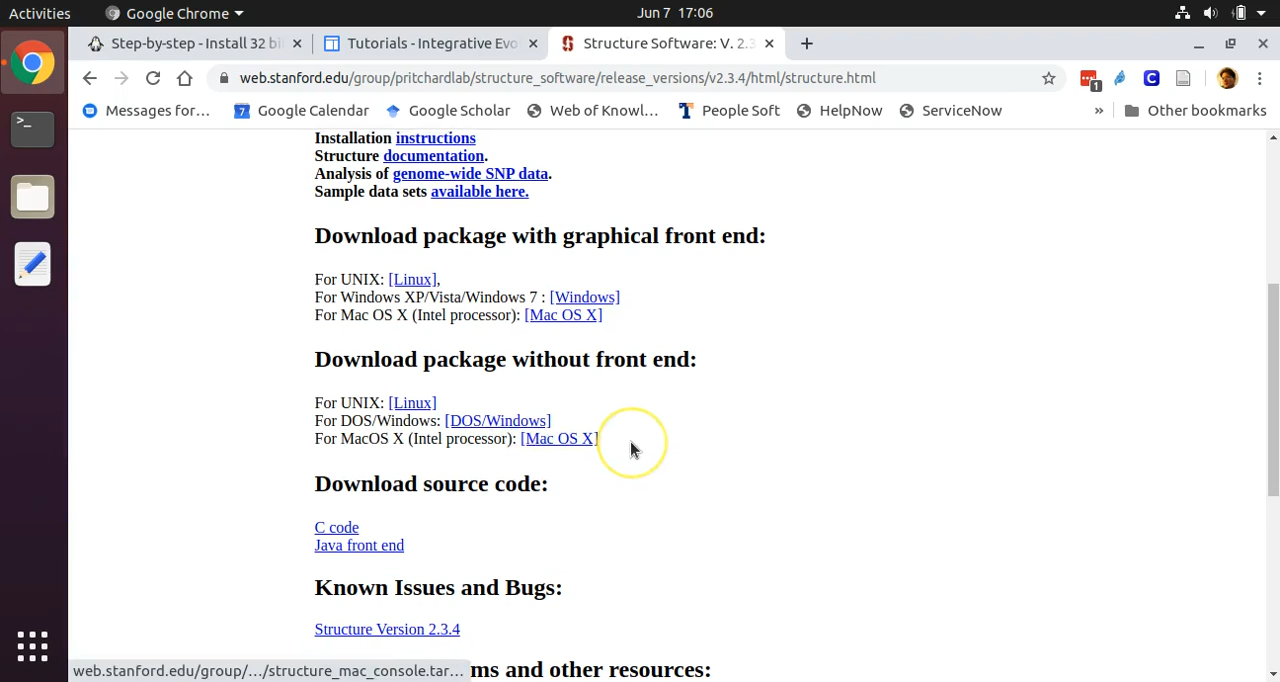 Activities Google Chrome Jun 7 17:06
Step-by-step - Install 32 bi Tutorials - Integrative Evo Structure Software: V. 2.3
web.stanford.edu/group/pritchardlab/structure_software/release_versions/v2.3.4/html/structure.html 1
Messages for... 7 Google Calendar Google Scholar Web of Knowl... People Soft HelpNow ServiceNow » Other bookmarks
Installation instructions
Structure documentation.
Analysis of genome-wide SNP data.
Sample data sets available here.
Download package with graphical front end:
For UNIX: [Linux],
For Windows XP/Vista/Windows 7 : [Windows]
For Mac OS X (Intel processor): [Mac OS X]
Download package without front end:
For UNIX: [Linux]
For DOS/Windows: [DOS/Windows]
For MacOS X (Intel processor): [Mac OS X]
Download source code:
C code
Java front end
Known Issues and Bugs:
Structure Version 2.3.4
web.stanford.edu/group/.../structure_mac_console.tar... ms and other resources: